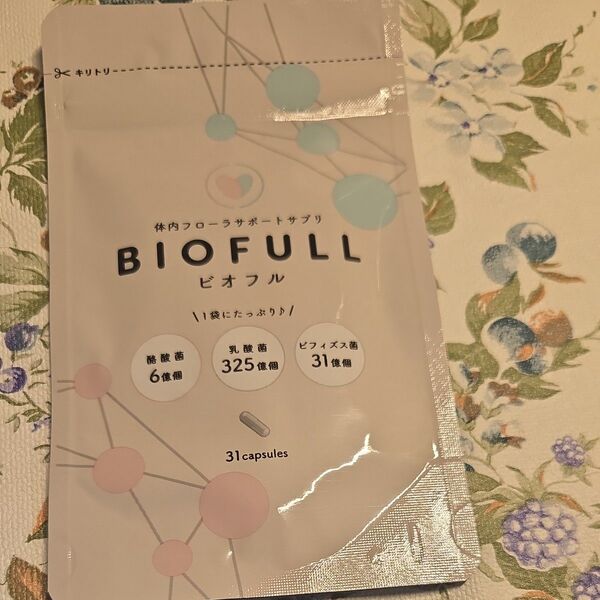 キリトリ
体内フローラサポートサプリ
BIOFULL
ビオフル
\1袋にたっぷり♪/
酪酸菌
6億個
乳酸菌
325億個
ビフィズス菌
31億個
31capsules